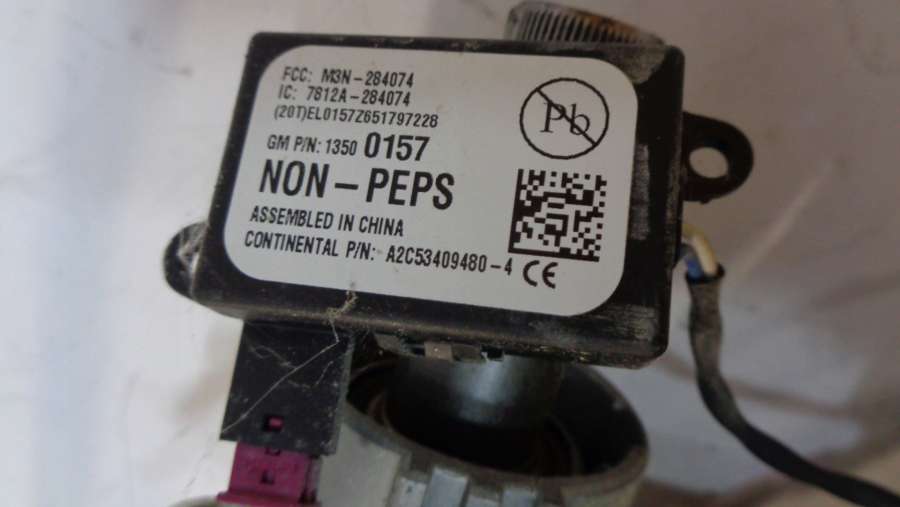 FCC: M3N-284074
IC: 7812A-284074
(20T)EL0157Z651797228
GM P/N: 1350 0157
NON-PEPS
ASSEMBLED IN CHINA
CONTINENTAL P/N: A2C53409480-4 CE
Pb